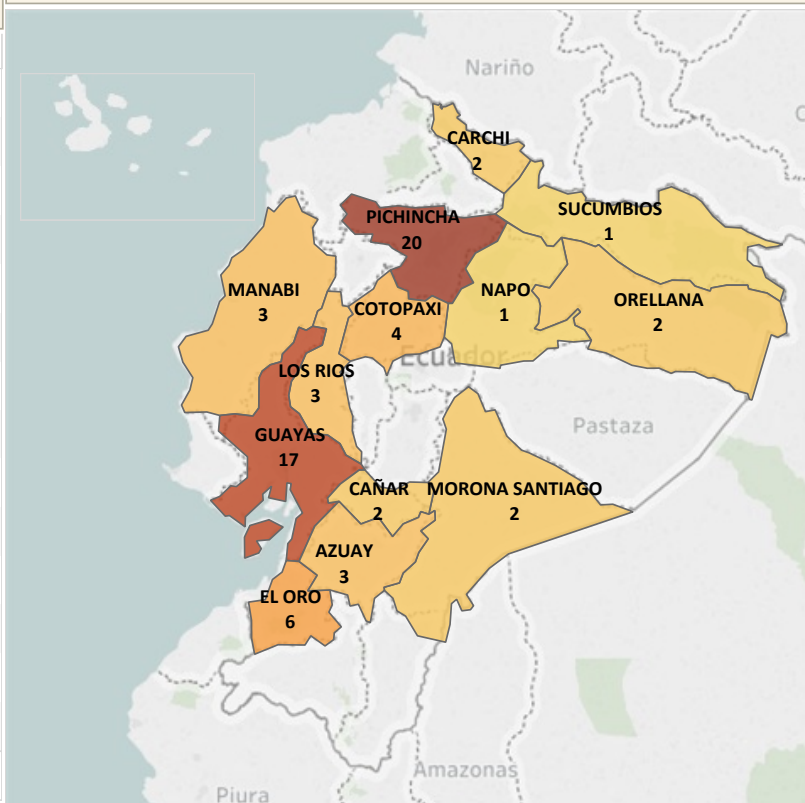 Nariño
CARCHI
2
SUCUMBIOS
1
PICHINCHA
20
MANABI
3
COTOPAXI
4
NAPO
1
ORELLANA
2
Ecuador
LOS RIOS
3
Pastaza
GUAYAS
17
CAÑAR
2
MORONA SANTIAGO
2
AZUAY
3
EL ORO
6
Amazonas
Piura